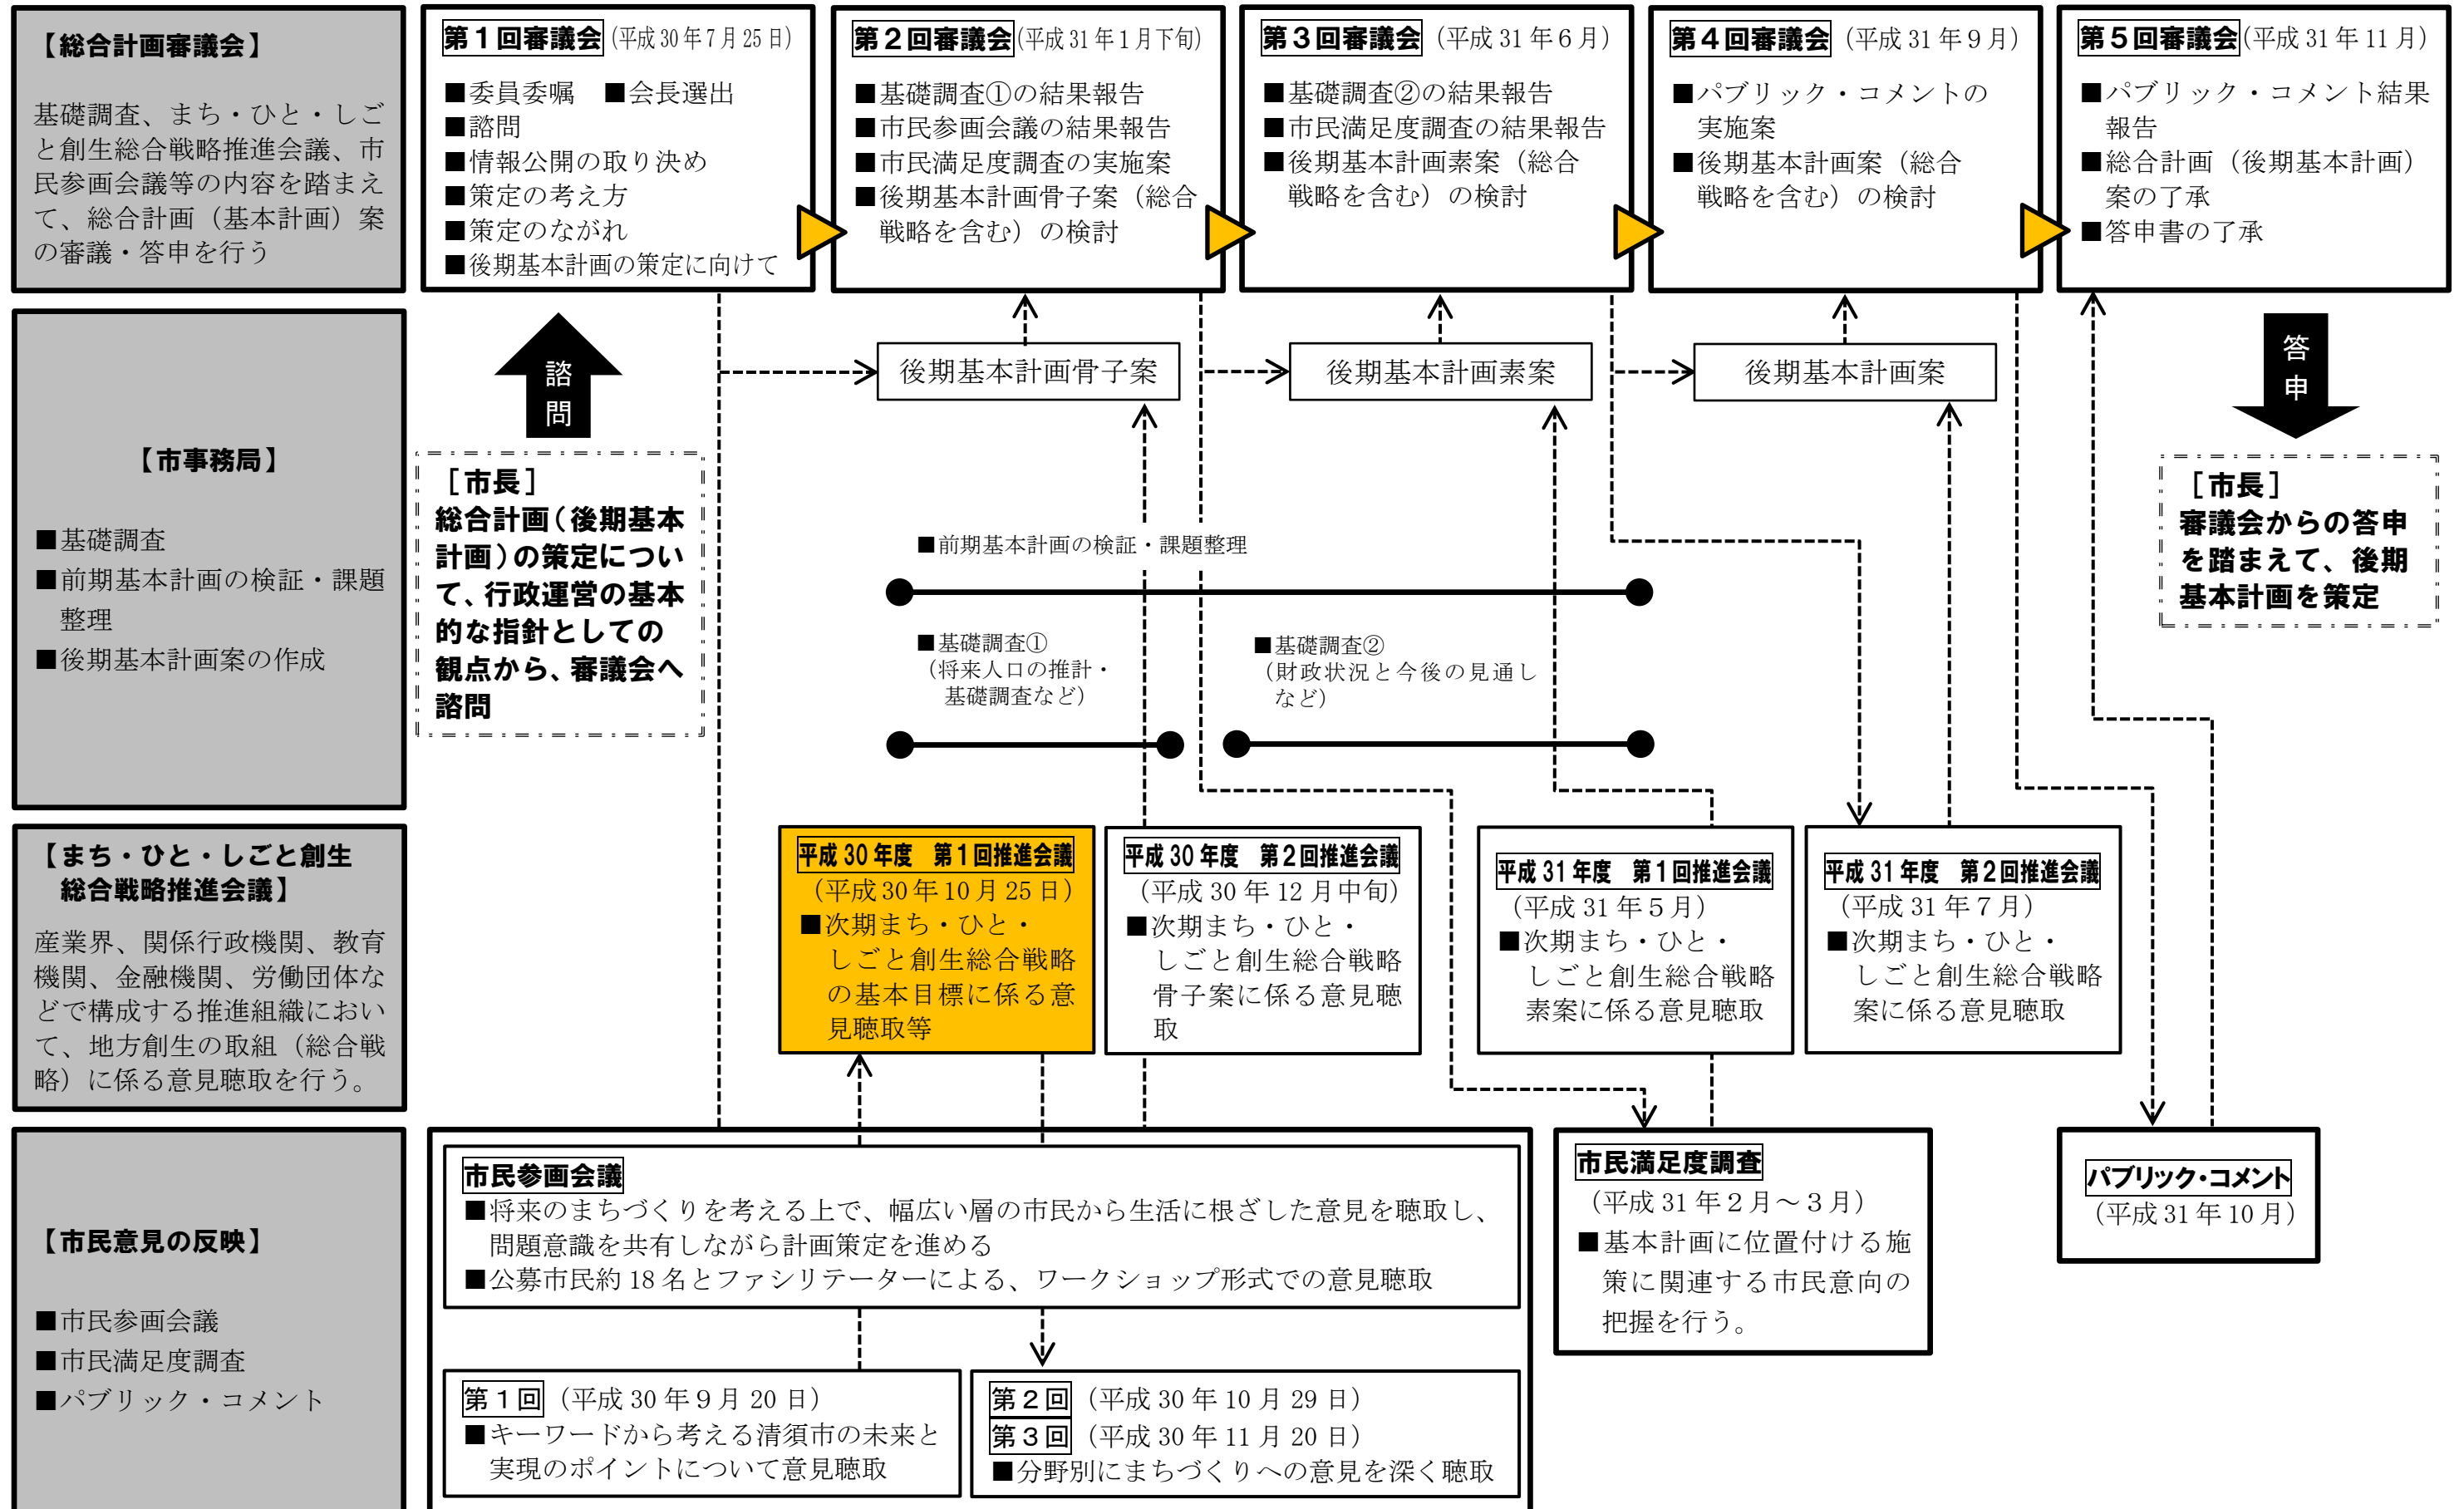 【総合計画審議会】
基礎調査、まち・ひと・しご
と創生総合戦略推進会議、市
民参画会議等の内容を踏まえ
て、総合計画（基本計画）案
の審議・答申を行う
第１回審議会（平成30年7月25日）
■委員委嘱　■会長選出
■諮問
■情報公開の取り決め
■策定の考え方
■策定のながれ
■後期基本計画の策定に向けて
第２回審議会（平成31年1月下旬）
■基礎調査①の結果報告
■市民参画会議の結果報告
■市民満足度調査の実施案
■後期基本計画骨子案（総合
戦略を含む）の検討
第３回審議会（平成31年6月）
■基礎調査②の結果報告
■市民満足度調査の結果報告
■後期基本計画素案（総合
戦略を含む）の検討
第４回審議会（平成31年9月）
■パブリック・コメントの
実施案
■後期基本計画案（総合
戦略を含む）の検討
第５回審議会（平成31年11月）
■パブリック・コメント結果
報告
■総合計画（後期基本計画）
案の了承
■答申書の了承
【市事務局】
■基礎調査
■前期基本計画の検証・課題
整理
■後期基本計画案の作成
諮
問
［市長］
総合計画（後期基本
計画）の策定につい
て、行政運営の基本
的な指針としての
観点から、審議会へ
諮問
後期基本計画骨子案
後期基本計画素案
後期基本計画案
答
申
［市長］
審議会からの答申
を踏まえて、後期
基本計画を策定
■前期基本計画の検証・課題整理
■基礎調査①
（将来人口の推計・
基礎調査など）
■基礎調査②
（財政状況と今後の見通し
など）
【まち・ひと・しごと創生
総合戦略推進会議】
産業界、関係行政機関、教育
機関、金融機関、労働団体な
どで構成する推進組織におい
て、地方創生の取組（総合戦
略）に係る意見聴取を行う。
平成30年度　第１回推進会議
（平成30年10月25日）
■次期まち・ひと・
しごと創生総合戦略
の基本目標に係る意
見聴取等
平成30年度　第２回推進会議
（平成30年12月中旬）
■次期まち・ひと・
しごと創生総合戦略
骨子案に係る意見聴
取
平成31年度　第１回推進会議
（平成31年５月）
■次期まち・ひと・
しごと創生総合戦略
素案に係る意見聴取
平成31年度　第２回推進会議
（平成31年７月）
■次期まち・ひと・
しごと創生総合戦略
案に係る意見聴取
【市民意見の反映】
■市民参画会議
■市民満足度調査
■パブリック・コメント
市民参画会議
■将来のまちづくりを考える上で、幅広い層の市民から生活に根ざした意見を聴取し、
問題意識を共有しながら計画策定を進める
■公募市民約18名とファシリテーターによる、ワークショップ形式での意見聴取
第１回（平成30年９月20日）
■キーワードから考える清須市の未来と
実現のポイントについて意見聴取
第２回（平成30年10月29日）
第３回（平成30年11月20日）
■分野別にまちづくりへの意見を深く聴取
市民満足度調査
（平成31年２月～３月）
■基本計画に位置付ける施
策に関連する市民意向の
把握を行う。
パブリック・コメント
（平成31年10月）